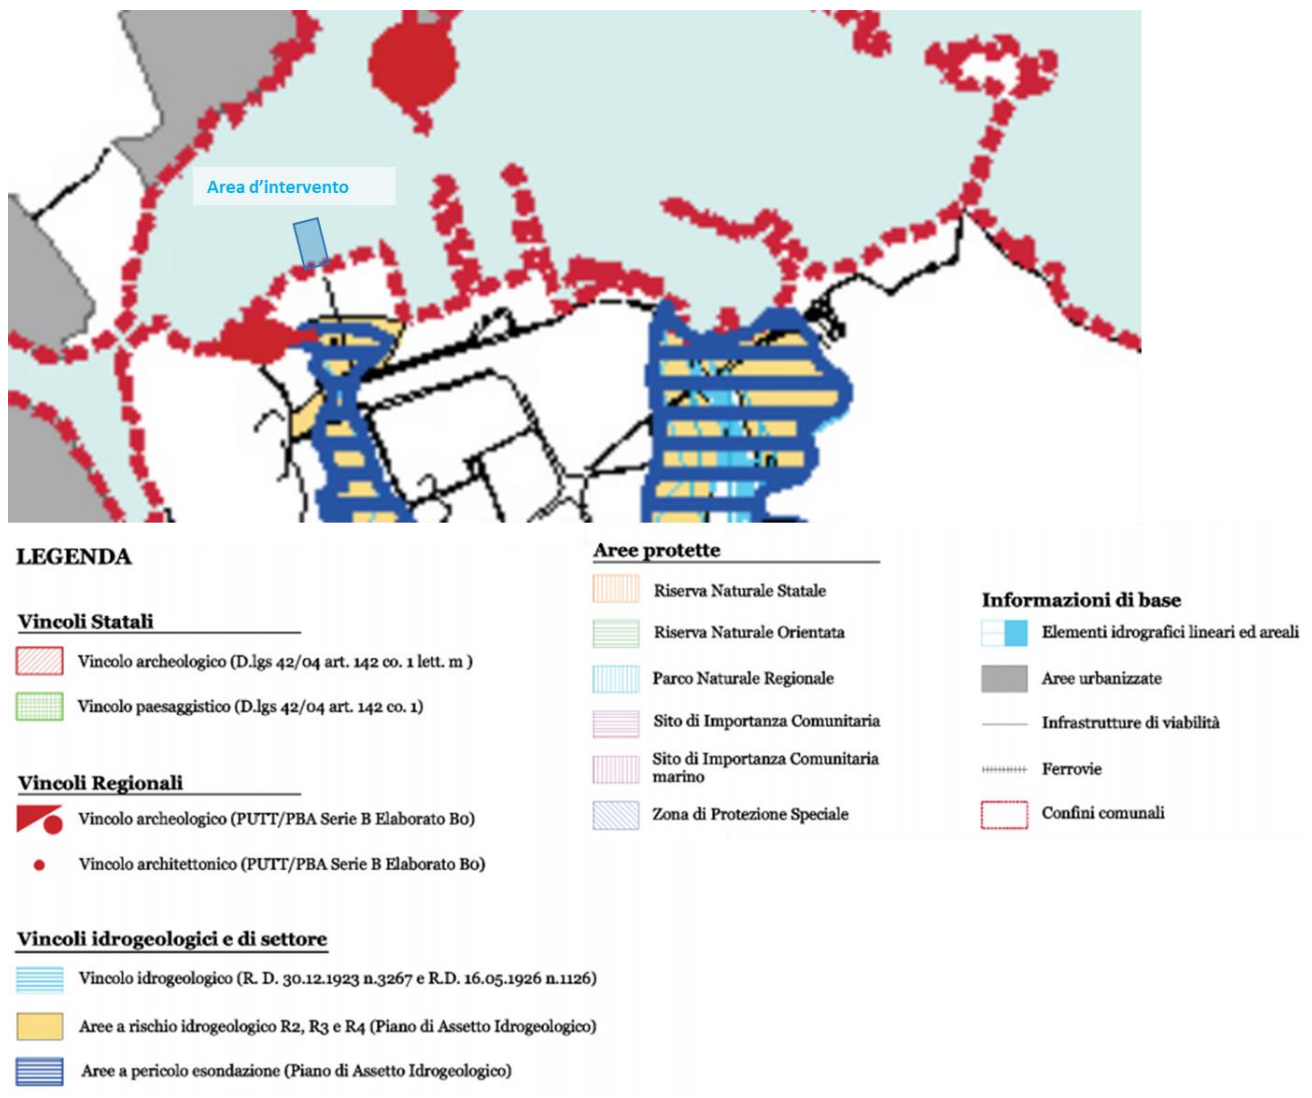 Area d'intervento
LEGENDA
Vincoli Statali
Vincolo archeologico (D.lgs 42/04 art. 142 co. 1 lett. m )
Vincolo paesaggistico (D.lgs 42/04 art. 142 co. 1)
Vincoli Regionali
Vincolo archeologico (PUTT/PBA Serie B Elaborato B0)
Vincolo architettonico (PUTT/PBA Serie B Elaborato B0)
Vincoli idrogeologici e di settore
Vincolo idrogeologico (R. D. 30.12.1923 n.3267 e R.D. 16.05.1926 n.1126)
Aree a rischio idrogeologico R2, R3 e R4 (Piano di Assetto Idrogeologico)
Aree a pericolo esondazione (Piano di Assetto Idrogeologico)
Aree protette
Riserva Naturale Statale
Riserva Naturale Orientata
Parco Naturale Regionale
Sito di Importanza Comunitaria
Sito di Importanza Comunitaria
marino
Zona di Protezione Speciale
Informazioni di base
Elementi idrografici lineari ed areali
Aree urbanizzate
Infrastrutture di viabilità
Ferrovie
Confini comunali